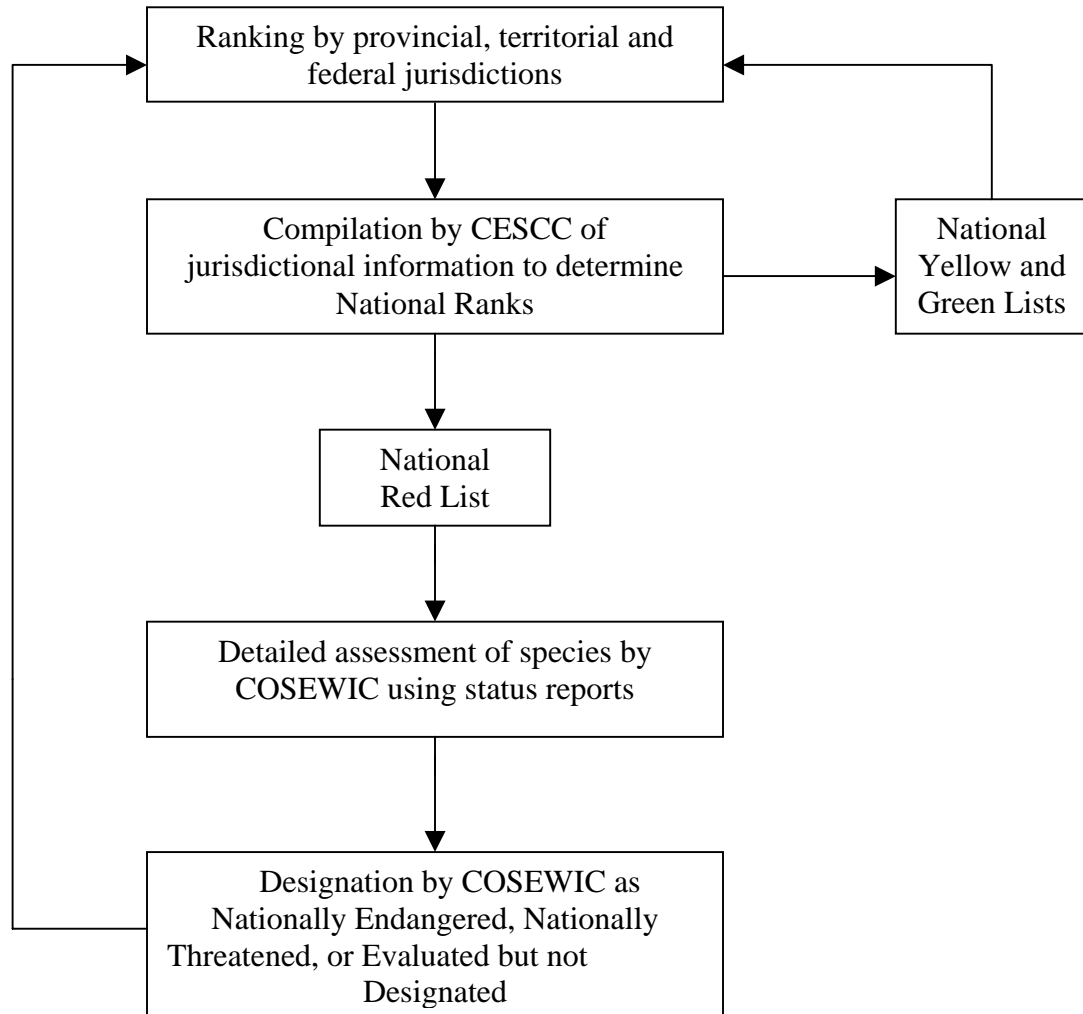 Ranking by provincial, territorial and
federal jurisdictions
Compilation by CESCC of
jurisdictional information to determine
National Ranks
National
Yellow and
Green Lists
National
Red List
Detailed assessment of species by
COSEWIC using status reports
Designation by COSEWIC as
Nationally Endangered, Nationally
Threatened, or Evaluated but not
Designated